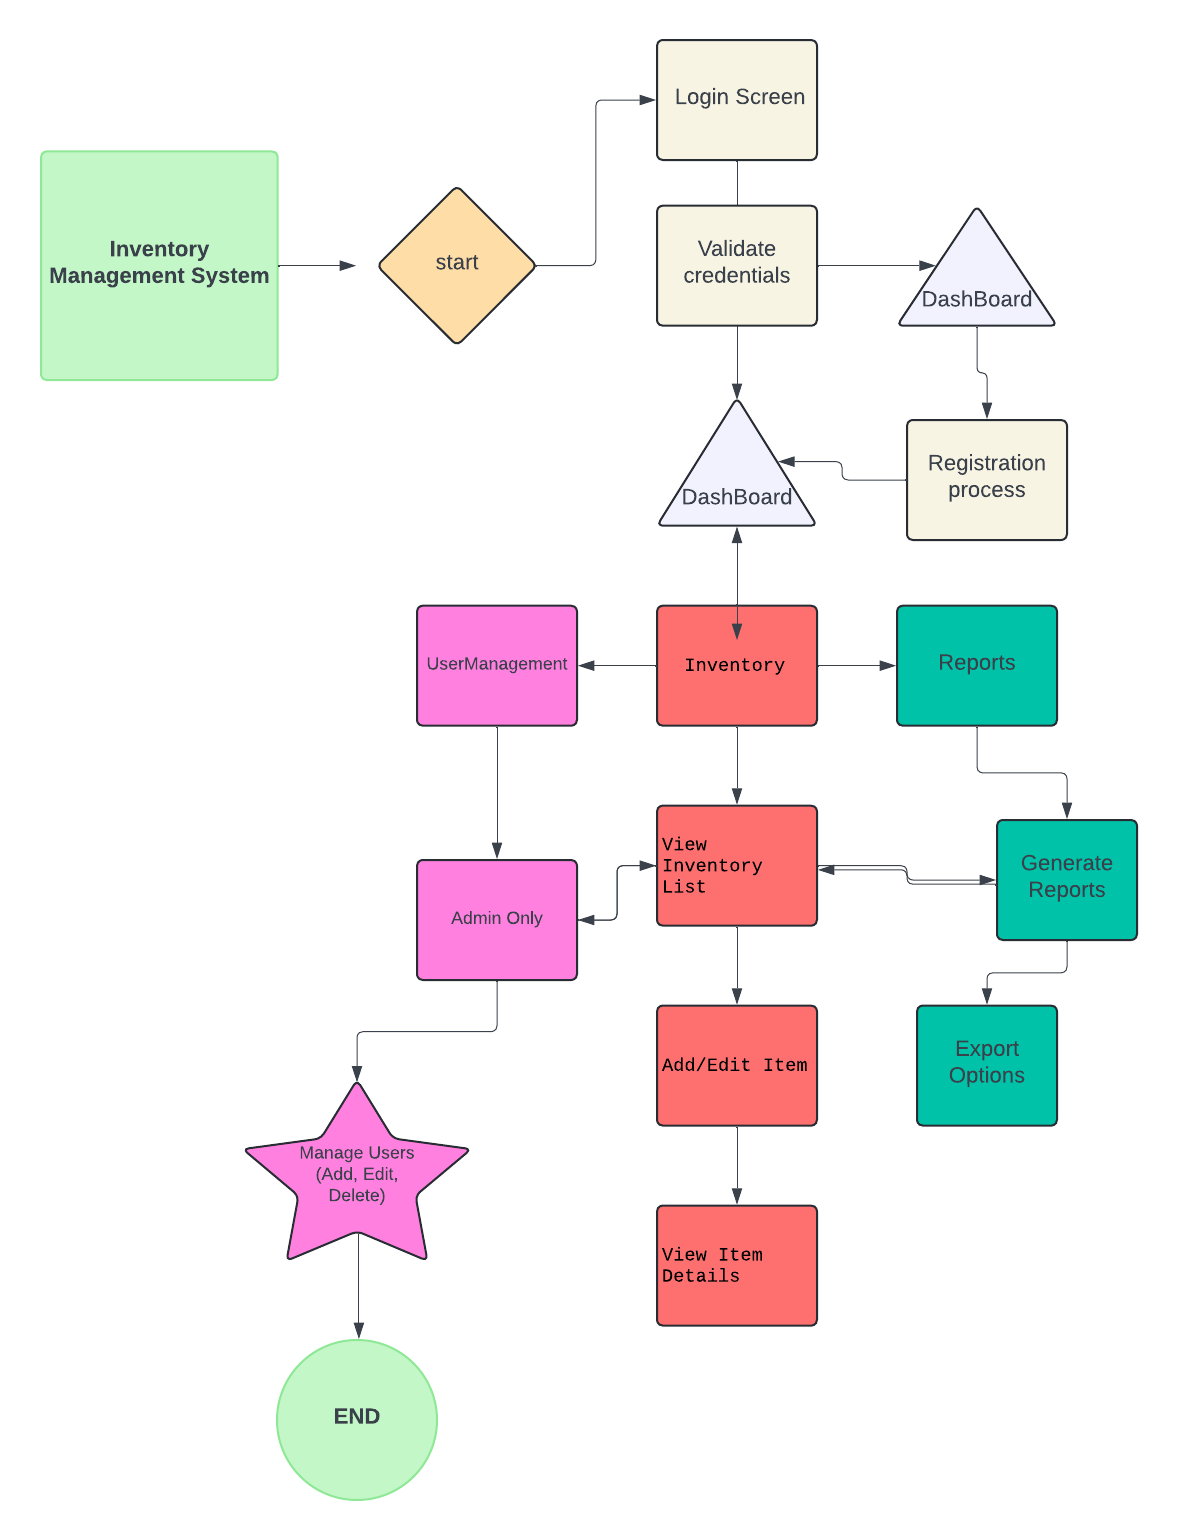 Login Screen
Inventory
Management System
start
Validate
credentials
DashBoard
Registration
process
DashBoard
UserManagement
Inventory
Reports
View
Inventory
List
Generate
Reports
Admin Only
Add/Edit Item
Export
Options
Manage Users
(Add, Edit,
Delete)
View Item
Details
END